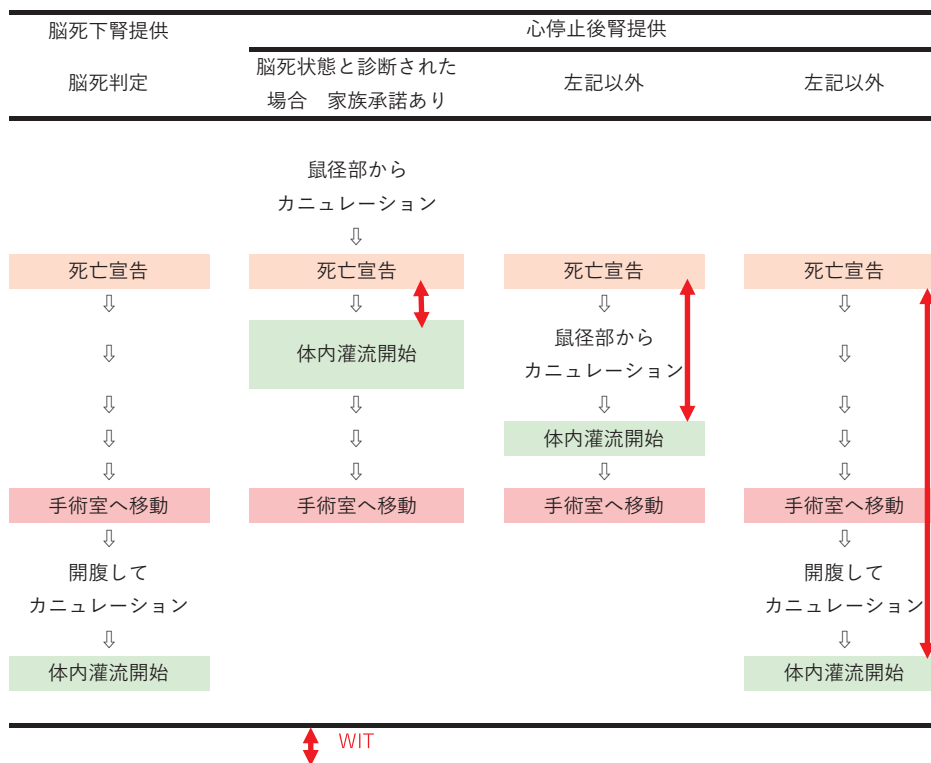 脳死下腎提供
心停止後腎提供
脳死判定
脳死状態と診断された
場合　家族承諾あり
左記以外
左記以外
鼠径部から
カニュレーション
⇩
死亡宣告
死亡宣告
死亡宣告
死亡宣告
⇩
⇩
⇩
⇩
⇩
体内灌流開始
鼠径部から
カニュレーション
⇩
⇩
⇩
⇩
⇩
⇩
⇩
体内灌流開始
⇩
⇩
⇩
⇩
⇩
手術室へ移動
手術室へ移動
手術室へ移動
手術室へ移動
⇩
⇩
開腹して
カニュレーション
開腹して
カニュレーション
⇩
⇩
体内灌流開始
体内灌流開始
WIT